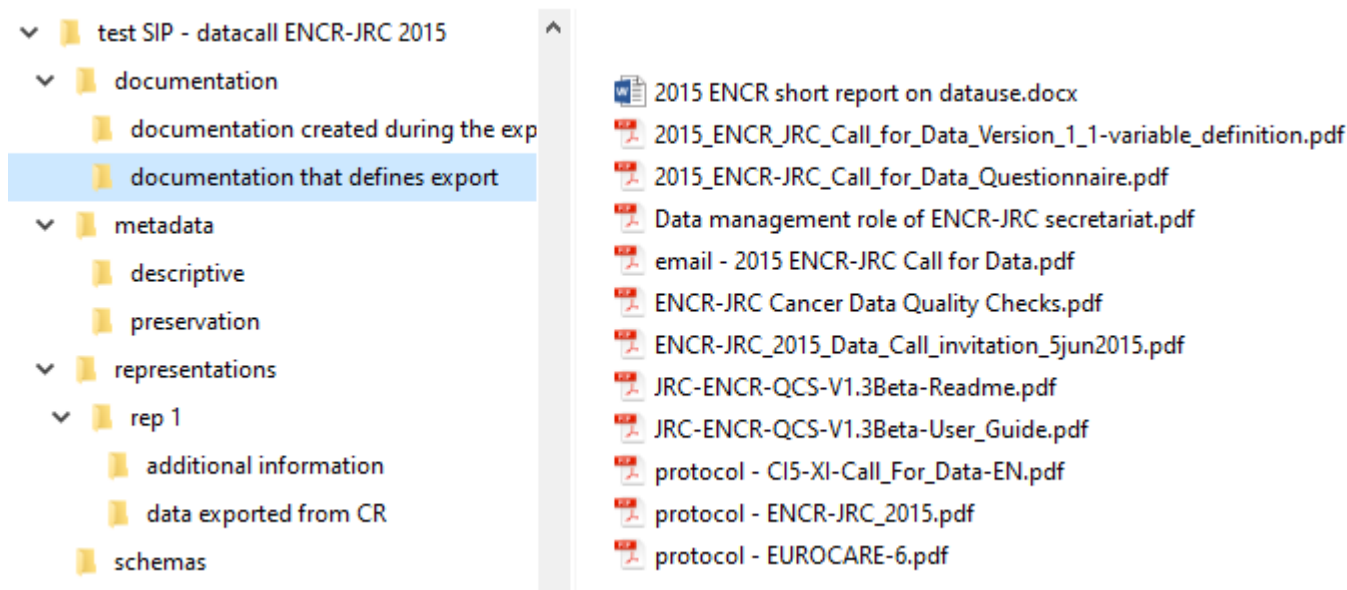 test SIP - datacall ENCR-JRC 2015
documentation
documentation created during the exp
documentation that defines export
metadata
descriptive
preservation
representations
rep 1
additional information
data exported from CR
schemas
2015 ENCR short report on datause.docx
2015_ENCR_JRC_Call_for_Data_Version_1_1-variable_definition.pdf
2015_ENCR-JRC_Call_for_Data_Questionnaire.pdf
Data management role of ENCR-JRC secretariat.pdf
email - 2015 ENCR-JRC Call for Data.pdf
ENCR-JRC Cancer Data Quality Checks.pdf
ENCR-JRC_2015_Data_Call_invitation_5jun2015.pdf
JRC-ENCR-QCS-V1.3Beta-Readme.pdf
JRC-ENCR-QCS-V1.3Beta-User_Guide.pdf
protocol - CI5-XI-Call_For_Data-EN.pdf
protocol - ENCR-JRC_2015.pdf
protocol - EUROCARE-6.pdf